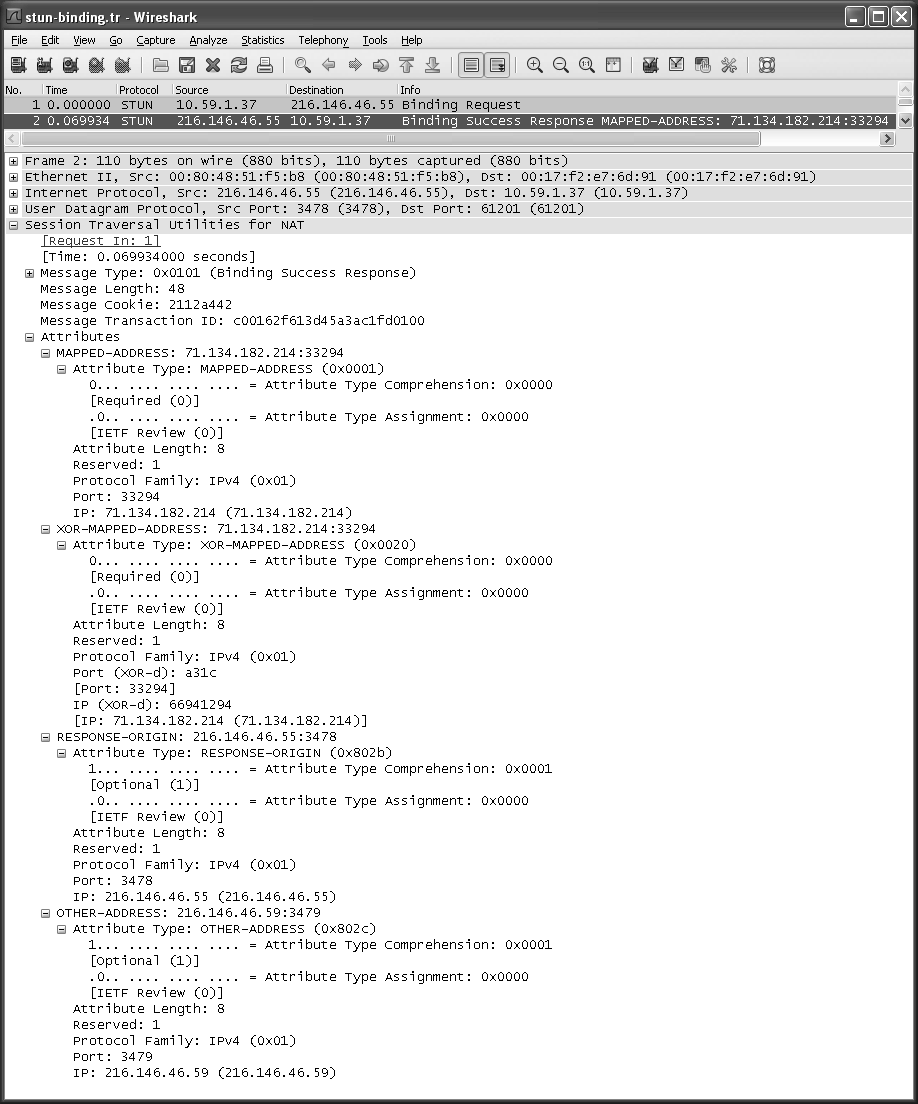 stun-binding.tr - Wireshark
File Edit View Go Capture Analyze Statistics Telephony Tools Help
No. Time Protocol Source Destination Info
1 0.000000 STUN 10.59.1.37 216.146.46.55 Binding Request
2 0.069934 STUN 216.146.46.55 10.59.1.37 Binding Success Response MAPPED-ADDRESS: 71.134.182.214:33294
Frame 2: 110 bytes on wire (880 bits), 110 bytes captured (880 bits)
Ethernet II, Src: 00:80:48:51:f5:b8 (00:80:48:51:f5:b8), Dst: 00:17:f2:e7:6d:91 (00:17:f2:e7:6d:91)
Internet Protocol, Src: 216.146.46.55 (216.146.46.55), Dst: 10.59.1.37 (10.59.1.37)
User Datagram Protocol, Src Port: 3478 (3478), Dst Port: 61201 (61201)
Session Traversal Utilities for NAT
[Request In: 1]
[Time: 0.069934000 seconds]
Message Type: 0x0101 (Binding Success Response)
Message Length: 48
Message Cookie: 2112a442
Message Transaction ID: c00162f613d45a3ac1fd0100
Attributes
MAPPED-ADDRESS: 71.134.182.214:33294
Attribute Type: MAPPED-ADDRESS (0x0001)
0... .... .... .... = Attribute Type Comprehension: 0x0000
[Required (0)]
.0.. .... .... .... = Attribute Type Assignment: 0x0000
[IETF Review (0)]
Attribute Length: 8
Reserved: 1
Protocol Family: IPv4 (0x01)
Port: 33294
IP: 71.134.182.214 (71.134.182.214)
XOR-MAPPED-ADDRESS: 71.134.182.214:33294
Attribute Type: XOR-MAPPED-ADDRESS (0x0020)
0... .... .... .... = Attribute Type Comprehension: 0x0000
[Required (0)]
.0.. .... .... .... = Attribute Type Assignment: 0x0000
[IETF Review (0)]
Attribute Length: 8
Reserved: 1
Protocol Family: IPv4 (0x01)
Port (XOR-d): a31c
[Port: 33294]
IP (XOR-d): 66941294
[IP: 71.134.182.214 (71.134.182.214)]
RESPONSE-ORIGIN: 216.146.46.55:3478
Attribute Type: RESPONSE-ORIGIN (0x802b)
1... .... .... .... = Attribute Type Comprehension: 0x0001
[Optional (1)]
.0.. .... .... .... = Attribute Type Assignment: 0x0000
[IETF Review (0)]
Attribute Length: 8
Reserved: 1
Protocol Family: IPv4 (0x01)
Port: 3478
IP: 216.146.46.55 (216.146.46.55)
OTHER-ADDRESS: 216.146.46.59:3479
Attribute Type: OTHER-ADDRESS (0x802c)
1... .... .... .... = Attribute Type Comprehension: 0x0001
[Optional (1)]
.0.. .... .... .... = Attribute Type Assignment: 0x0000
[IETF Review (0)]
Attribute Length: 8
Reserved: 1
Protocol Family: IPv4 (0x01)
Port: 3479
IP: 216.146.46.59 (216.146.46.59)